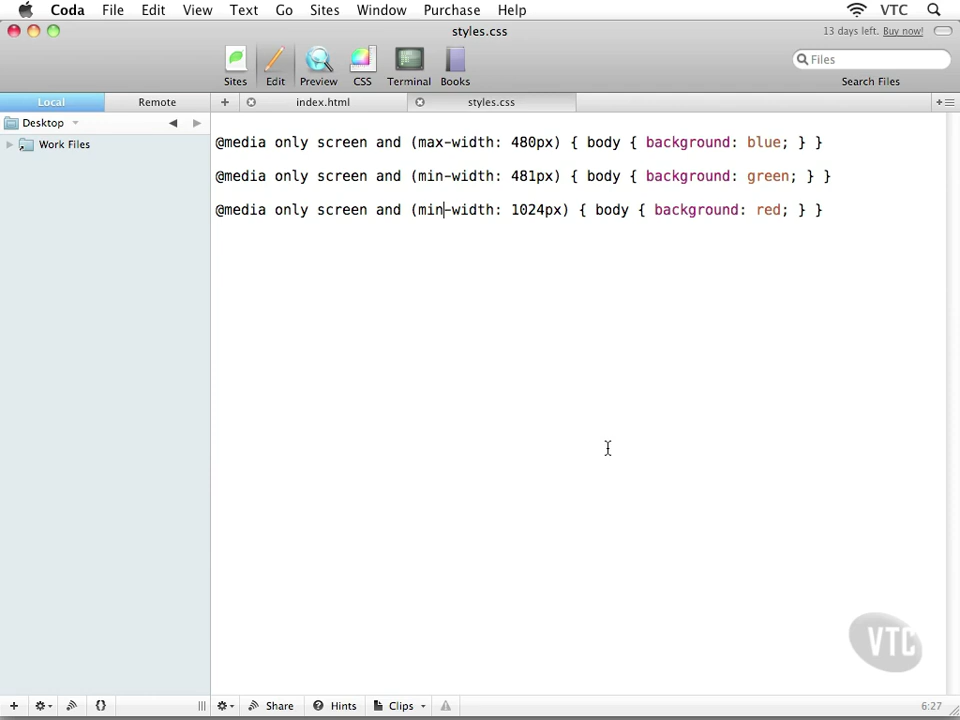 Coda File Edit View Text Go Sites Window Purchase Help VTC
styles.css 13 days left. Buy now!
Files
Sites Edit Preview CSS Terminal Books Search Files
Local Remote + index.html styles.css +
Desktop
Work Files
@media only screen and (max-width: 480px) { body { background: blue; } }
@media only screen and (min-width: 481px) { body { background: green; } }
@media only screen and (min-width: 1024px) { body { background: red; } }
VTC
+ {} Share Hints Clips 6:27